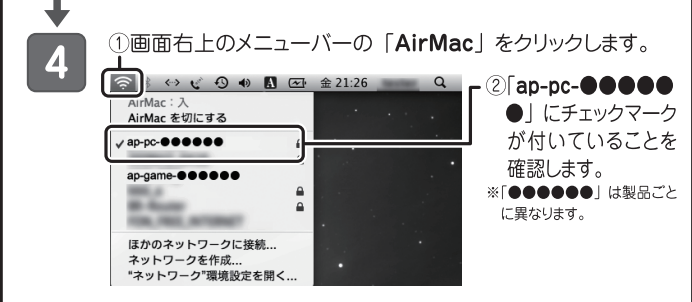 4
①画面右上のメニューバーの「AirMac」をクリックします。
金 21:26
AirMac：入
AirMac を切にする
✓ ap-pc-●●●●●●
ap-game-●●●●●●
ほかのネットワークに接続...
ネットワークを作成...
"ネットワーク"環境設定を開く...
②「ap-pc-●●●●●
●」にチェックマーク
が付いていることを
確認します。
※「●●●●●●」は製品ごと
に異なります。